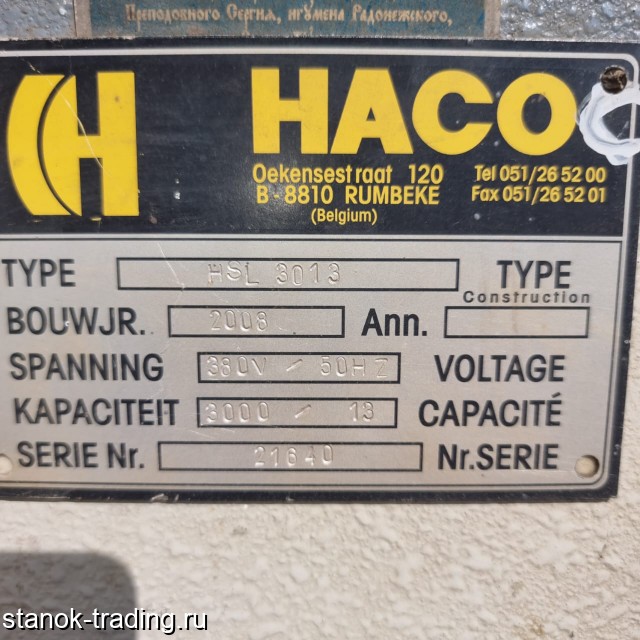 Преподобного Сергия, игумена Радонежского,
HACO
Oekensestraat 120 Tel 051/26 52 00
B-8810 RUMBEKE Fax 051/26 52 01
(Belgium)
TYPE HSL 3013 TYPE
Construction
BOUWJR. 2008 Ann.
SPANNING 380V / 50HZ VOLTAGE
KAPACITEIT 3000 / 13 CAPACITÉ
SERIE Nr. 21640 Nr.SERIE
stanok-trading.ru